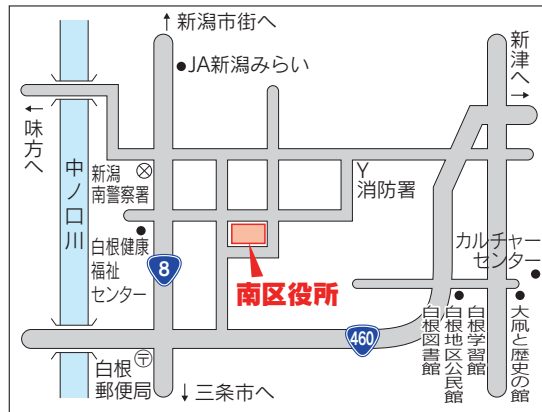 ↑新潟市街へ
JA新潟みらい
新津へ→
←味方へ
中ノ口川
新潟
南警察署
Y
消防署
白根健康
福祉
センター
8
南区役所
カルチャー
センター
460
白根図書館
白根地区公民館
白根学習館
大凧と歴史の館
〒
白根
郵便局
↓三条市へ